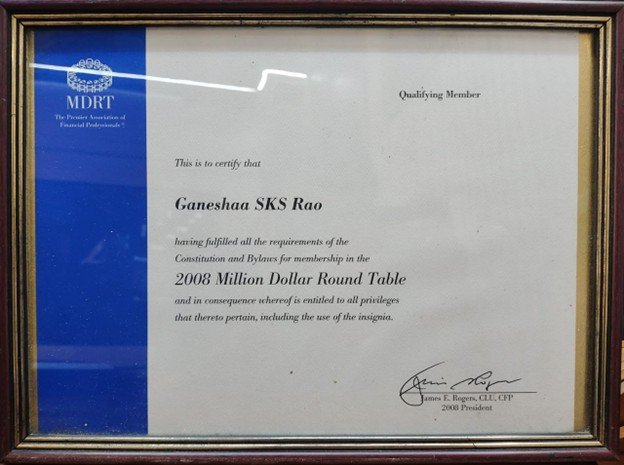 MDRT
The Premier Association of
Financial Professionals®
Qualifying Member
This is to certify that
Ganeshaa SKS Rao
having fulfilled all the requirements of the
Constitution and Bylaws for membership in the
2008 Million Dollar Round Table
and in consequence whereof is entitled to all privileges
that thereto pertain, including the use of the insignia.
James E. Rogers, CLU, CFP
2008 President